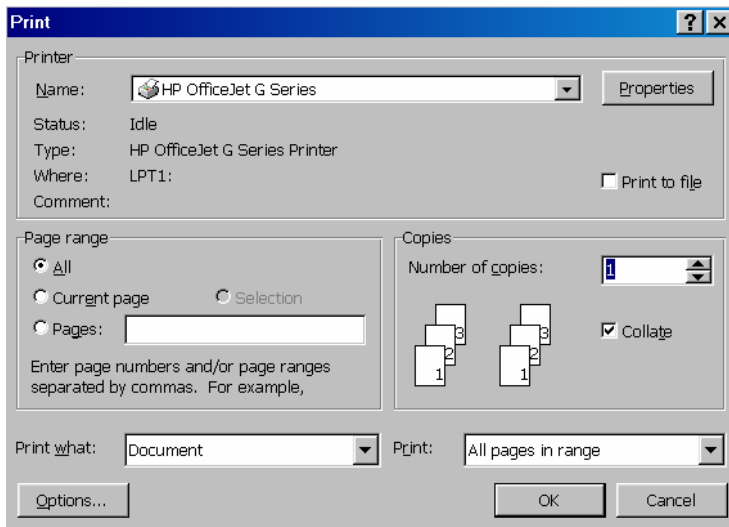 Print
Printer
Name: HP OfficeJet G Series Properties
Status: Idle
Type: HP OfficeJet G Series Printer
Where: LPT1: Print to file
Comment:
Page range Copies
All Number of copies: 1
Current page Selection
Pages: Collate
3 3
2 2
1 1
Enter page numbers and/or page ranges
separated by commas. For example,
Print what: Document Print: All pages in range
Options... OK Cancel